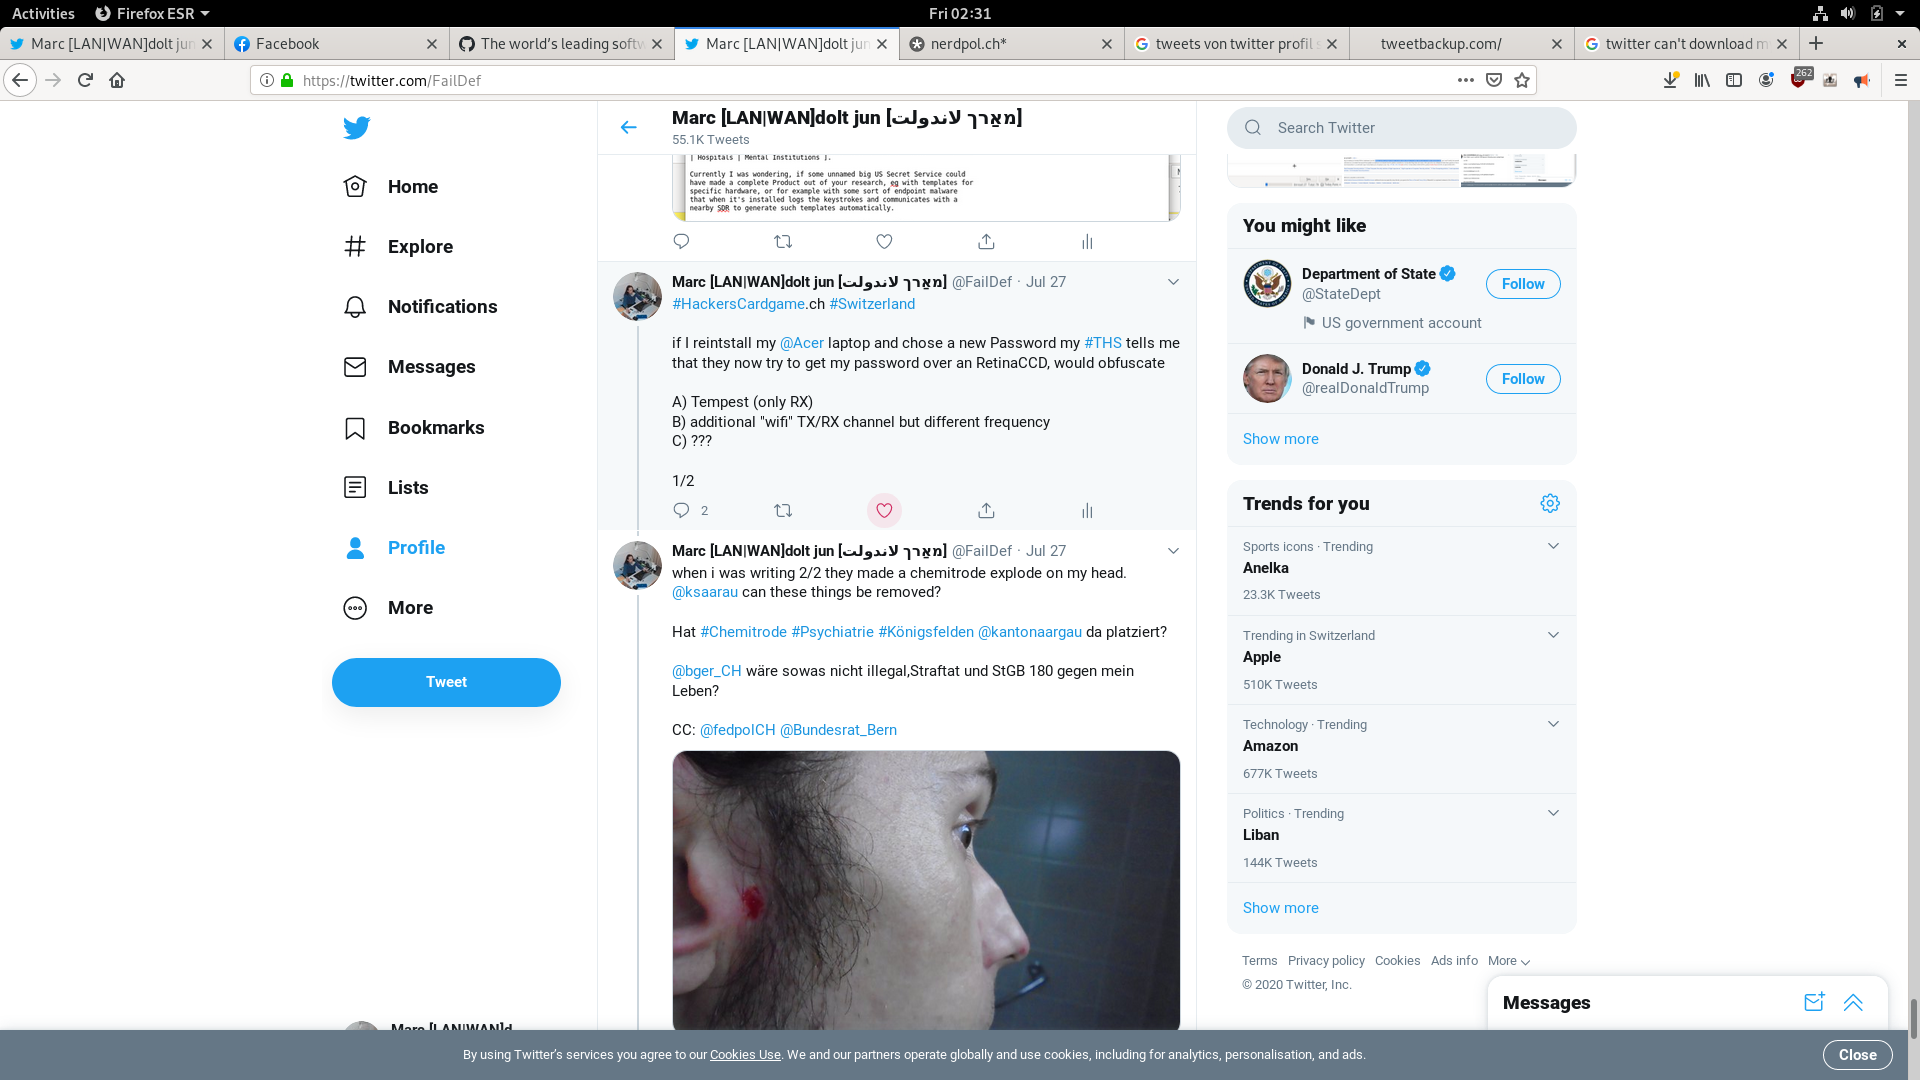 Activities
Firefox ESR
Fri 02:31
Marc [LAN|WAN]dolt jun
Facebook
The world's leading softw
Marc [LAN|WAN]dolt jun
nerdpol.ch*
tweets von twitter profil s
tweetbackup.com/
twitter can't download m
https://twitter.com/FailDef
262
Home
Explore
Notifications
Messages
Bookmarks
Lists
Profile
More
Tweet
Marc [LAN|WAN]d
Marc [LAN|WAN]dolt jun [מאַרך לאנדולת]
55.1K Tweets
| Hospitals | Mental Institutions ].
Currently I was wondering, if some unnamed big US Secret Service could
have made a complete Product out of your research, eg with templates for
specific hardware, or for example with some sort of endpoint malware
that when it's installed logs the keystrokes and communicates with a
nearby SDR to generate such templates automatically.
Marc [LAN|WAN]dolt jun [מאַרך לאנדולת] @FailDef · Jul 27
#HackersCardgame.ch #Switzerland
if I reintstall my @Acer laptop and chose a new Password my #THS tells me
that they now try to get my password over an RetinaCCD, would obfuscate
A) Tempest (only RX)
B) additional "wifi" TX/RX channel but different frequency
C) ???
1/2
2
Marc [LAN|WAN]dolt jun [מאַרך לאנדולת] @FailDef · Jul 27
when i was writing 2/2 they made a chemitrode explode on my head.
@ksaarau can these things be removed?
Hat #Chemitrode #Psychiatrie #Königsfelden @kantonaargau da platziert?
@bger_CH wäre sowas nicht illegal,Straftat und StGB 180 gegen mein
Leben?
CC: @fedpolCH @Bundesrat_Bern
Search Twitter
You might like
Department of State
@StateDept
US government account
Follow
Donald J. Trump
@realDonaldTrump
Follow
Show more
Trends for you
Sports icons · Trending
Anelka
23.3K Tweets
Trending in Switzerland
Apple
510K Tweets
Technology · Trending
Amazon
677K Tweets
Politics · Trending
Liban
144K Tweets
Show more
Terms Privacy policy Cookies Ads info More
© 2020 Twitter, Inc.
Messages
By using Twitter's services you agree to our Cookies Use. We and our partners operate globally and use cookies, including for analytics, personalisation, and ads.
Close